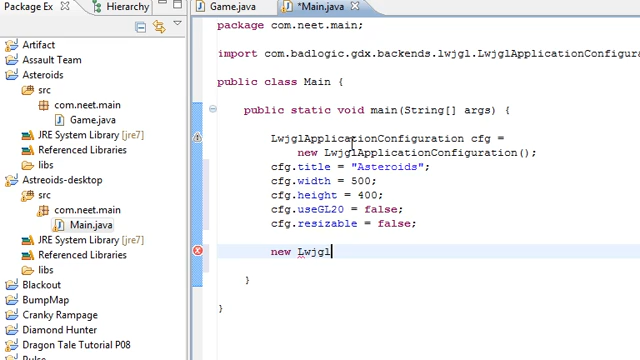 Package Ex
Hierarchy
Artifact
Assault Team
Asteroids
src
com.neet.main
Game.java
JRE System Library [jre7]
Referenced Libraries
libs
Astreroids-desktop
src
com.neet.main
Main.java
JRE System Library [jre7]
Referenced Libraries
libs
Blackout
BumpMap
Cranky Rampage
Diamond Hunter
Dragon Tale Tutorial P08
Pulse
Game.java
*Main.java
package com.neet.main;
import com.badlogic.gdx.backends.lwjgl.LwjglApplicationConfigura
public class Main {
public static void main(String[] args) {
LwjglApplicationConfiguration cfg =
new LwjglApplicationConfiguration();
cfg.title = "Asteroids";
cfg.width = 500;
cfg.height = 400;
cfg.useGL20 = false;
cfg.resizable = false;
new Lwjgl
}
}